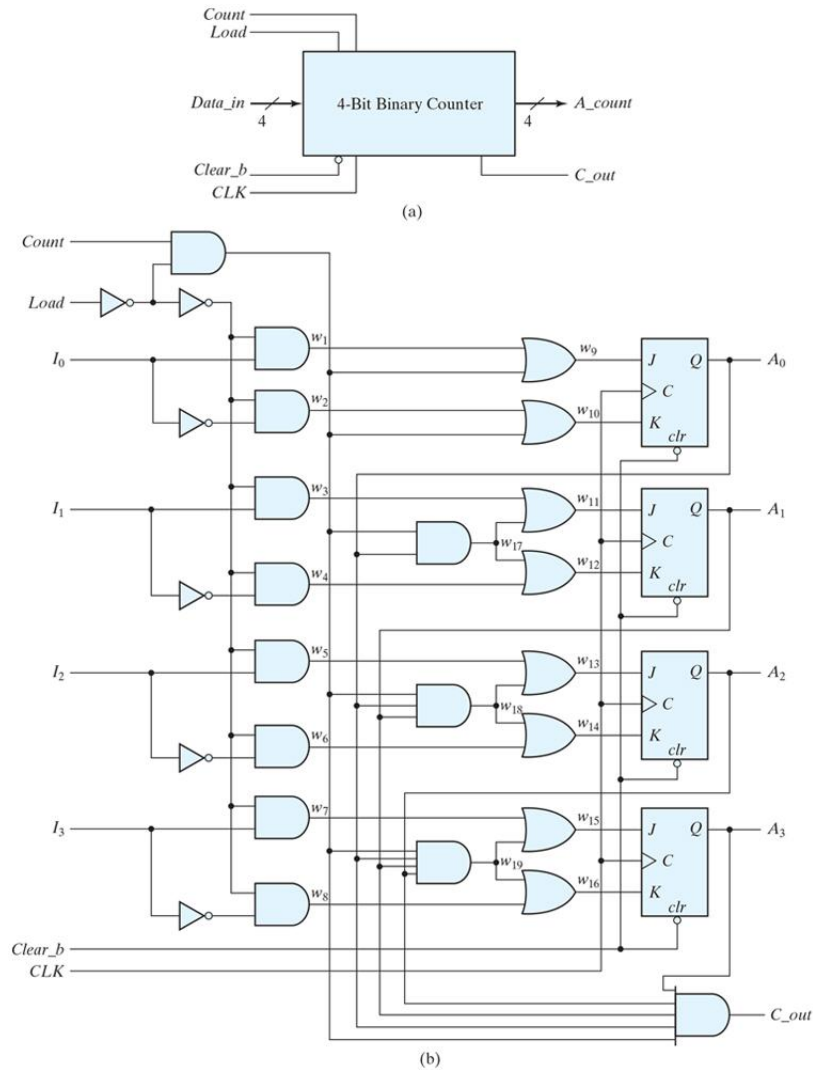 Count
Load
Data_in
4
4-Bit Binary Counter
4
A_count
Clear_b
CLK
C_out
(a)
Count
Load
I0
w1
w2
w9
w10
J Q
C
K
clr
A0
I1
w3
w4
w17
w11
w12
J Q
C
K
clr
A1
I2
w5
w6
w18
w13
w14
J Q
C
K
clr
A2
I3
w7
w8
w19
w15
w16
J Q
C
K
clr
A3
Clear_b
CLK
C_out
(b)